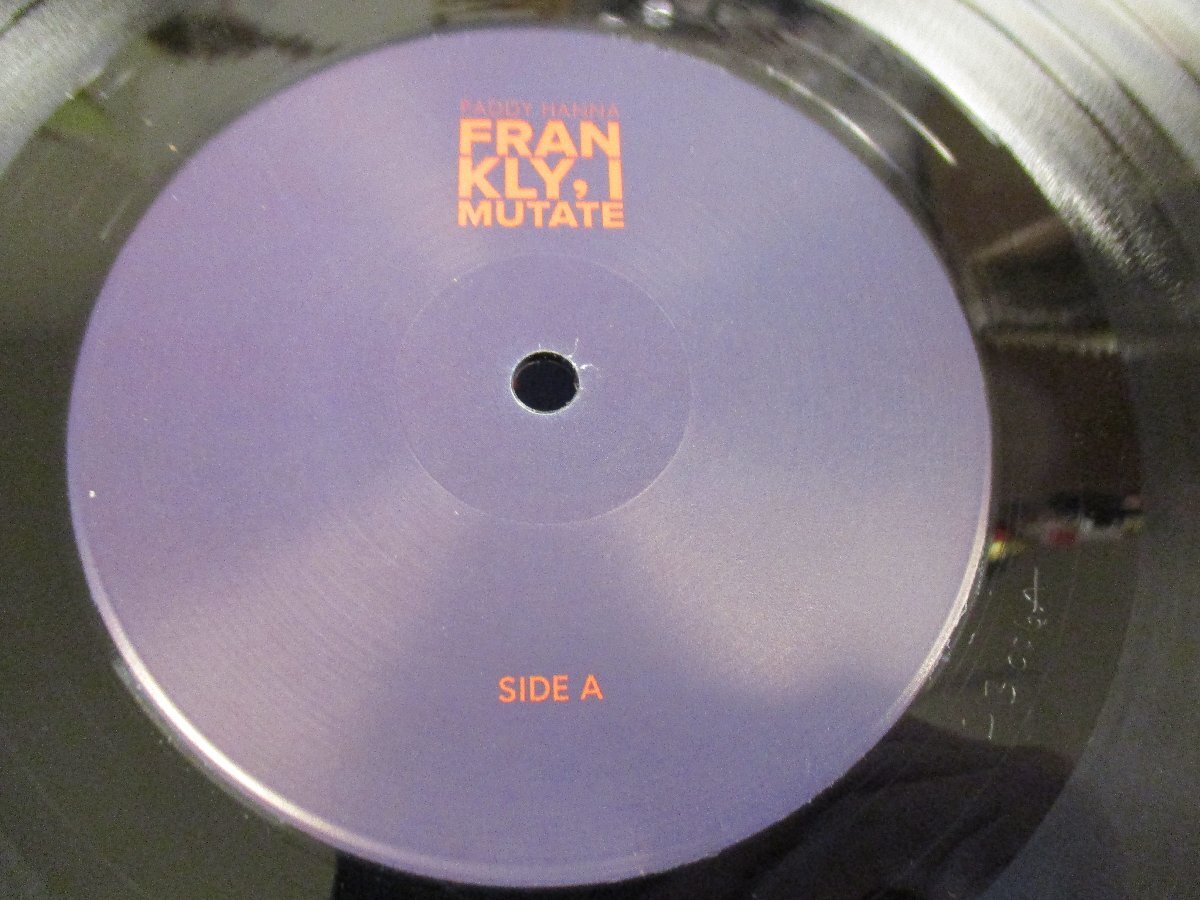 PADDY HANNA
FRAN
KLY, I
MUTATE
SIDE A